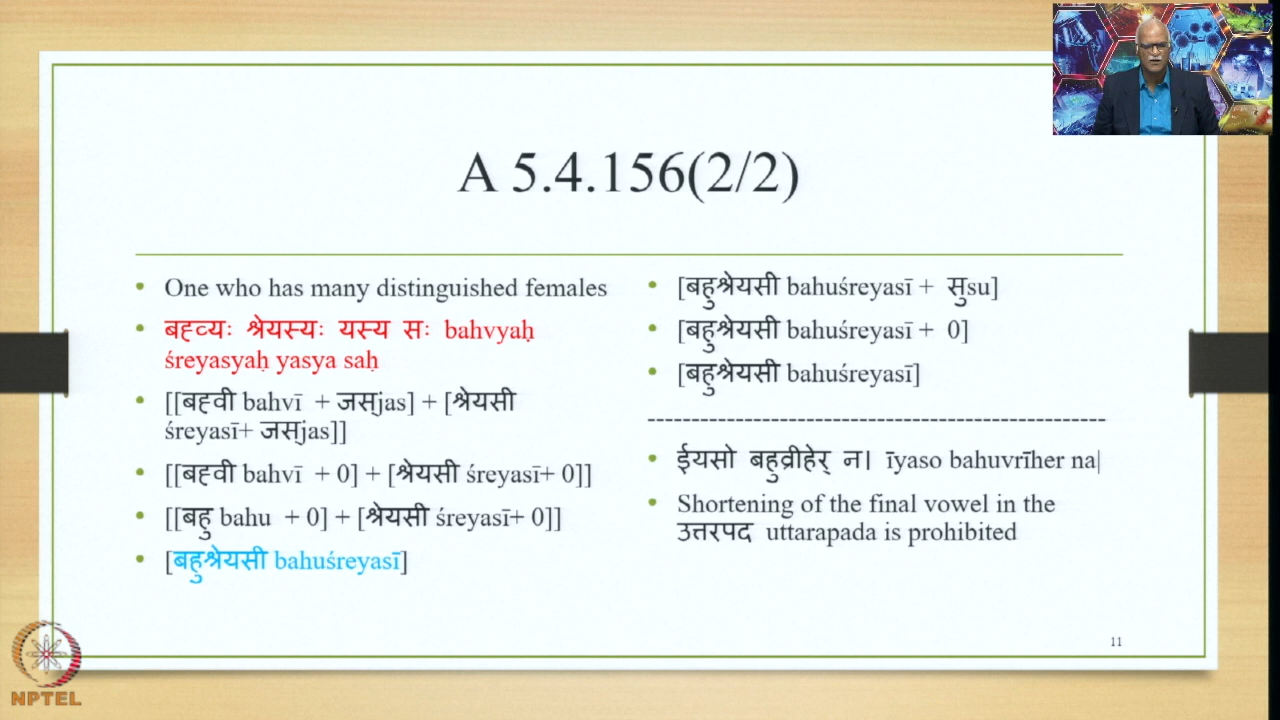 A 5.4.156(2/2)
• One who has many distinguished females
• बह्व्यः श्रेयस्यः यस्य सः bahvyaḥ
śreyasyaḥ yasya saḥ
• [[बह्वी bahvī + जस्jas] + [श्रेयसी
śreyasī+ जस्jas]]
• [[बह्वी bahvī + 0] + [श्रेयसी śreyasī+ 0]]
• [[बहु bahu + 0] + [श्रेयसी śreyasī+ 0]]
• [बहुश्रेयसी bahuśreyasī]
• [बहुश्रेयसी bahuśreyasī + सुsu]
• [बहुश्रेयसी bahuśreyasī + 0]
• [बहुश्रेयसी bahuśreyasī]
--------------------------------------------------
• ईयसो बहुव्रीहेर् न। īyaso bahuvrīher na|
• Shortening of the final vowel in the
उत्तरपद uttarapada is prohibited
11
NPTEL